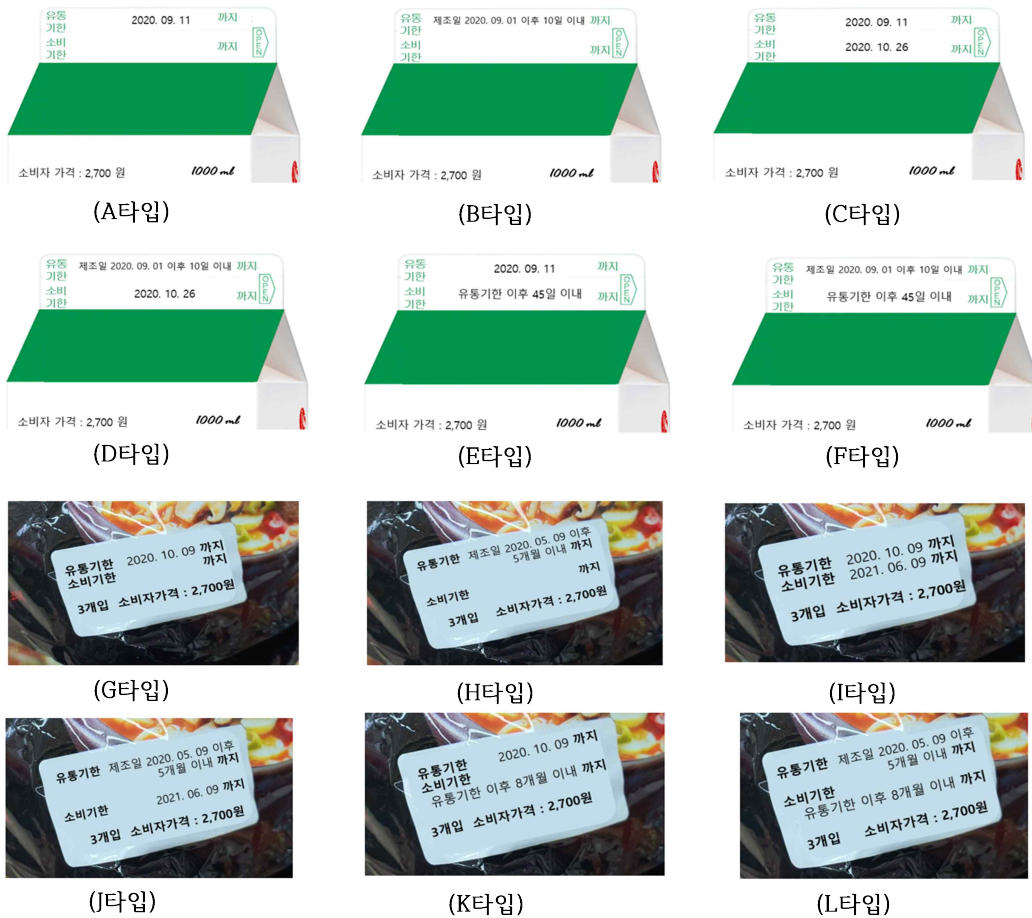 유통
기한 2020. 09. 11 까지
소비
기한 까지
OPEN
소비자 가격 : 2,700 원 1000 ml
(A타입)
유통
기한 제조일 2020. 09. 01 이후 10일 이내 까지
소비
기한 까지
OPEN
소비자 가격 : 2,700 원 1000 ml
(B타입)
유통
기한 2020. 09. 11 까지
소비
기한 2020. 10. 26 까지
OPEN
소비자 가격 : 2,700 원 1000 ml
(C타입)
유통
기한 제조일 2020. 09. 01 이후 10일 이내 까지
소비
기한 2020. 10. 26 까지
OPEN
소비자 가격 : 2,700 원 1000 ml
(D타입)
유통
기한 2020. 09. 11 까지
소비
기한 유통기한 이후 45일 이내 까지
OPEN
소비자 가격 : 2,700 원 1000 ml
(E타입)
유통
기한 제조일 2020. 09. 01 이후 10일 이내 까지
소비
기한 유통기한 이후 45일 이내 까지
OPEN
소비자 가격 : 2,700 원 1000 ml
(F타입)
유통기한 2020. 10. 09 까지
소비기한 까지
3개입 소비자가격 : 2,700원
(G타입)
유통기한 제조일 2020. 05. 09 이후
5개월 이내 까지
까지
소비기한
3개입 소비자가격 : 2,700원
(H타입)
유통기한 2020. 10. 09 까지
소비기한 2021. 06. 09 까지
3개입 소비자가격 : 2,700원
(I타입)
유통기한 제조일 2020. 05. 09 이후
5개월 이내 까지
2021. 06. 09 까지
소비기한
3개입 소비자가격 : 2,700원
(J타입)
유통기한 2020. 10. 09 까지
소비기한
유통기한 이후 8개월 이내 까지
3개입 소비자가격 : 2,700원
(K타입)
유통기한 제조일 2020. 05. 09 이후
5개월 이내 까지
소비기한
유통기한 이후 8개월 이내 까지
3개입 소비자가격 : 2,700원
(L타입)